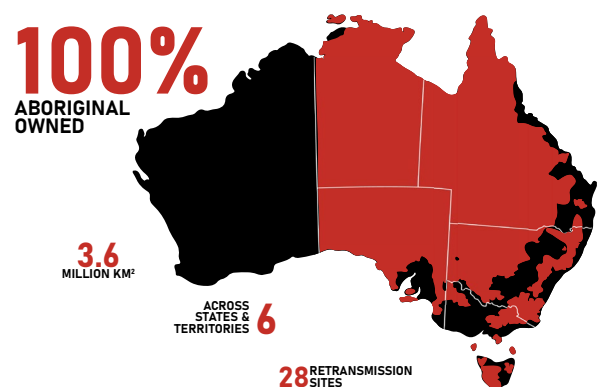 100%
ABORIGINAL
OWNED
3.6
MILLION KM²
ACROSS
STATES &
TERRITORIES 6
28 RETRANSMISSION
SITES